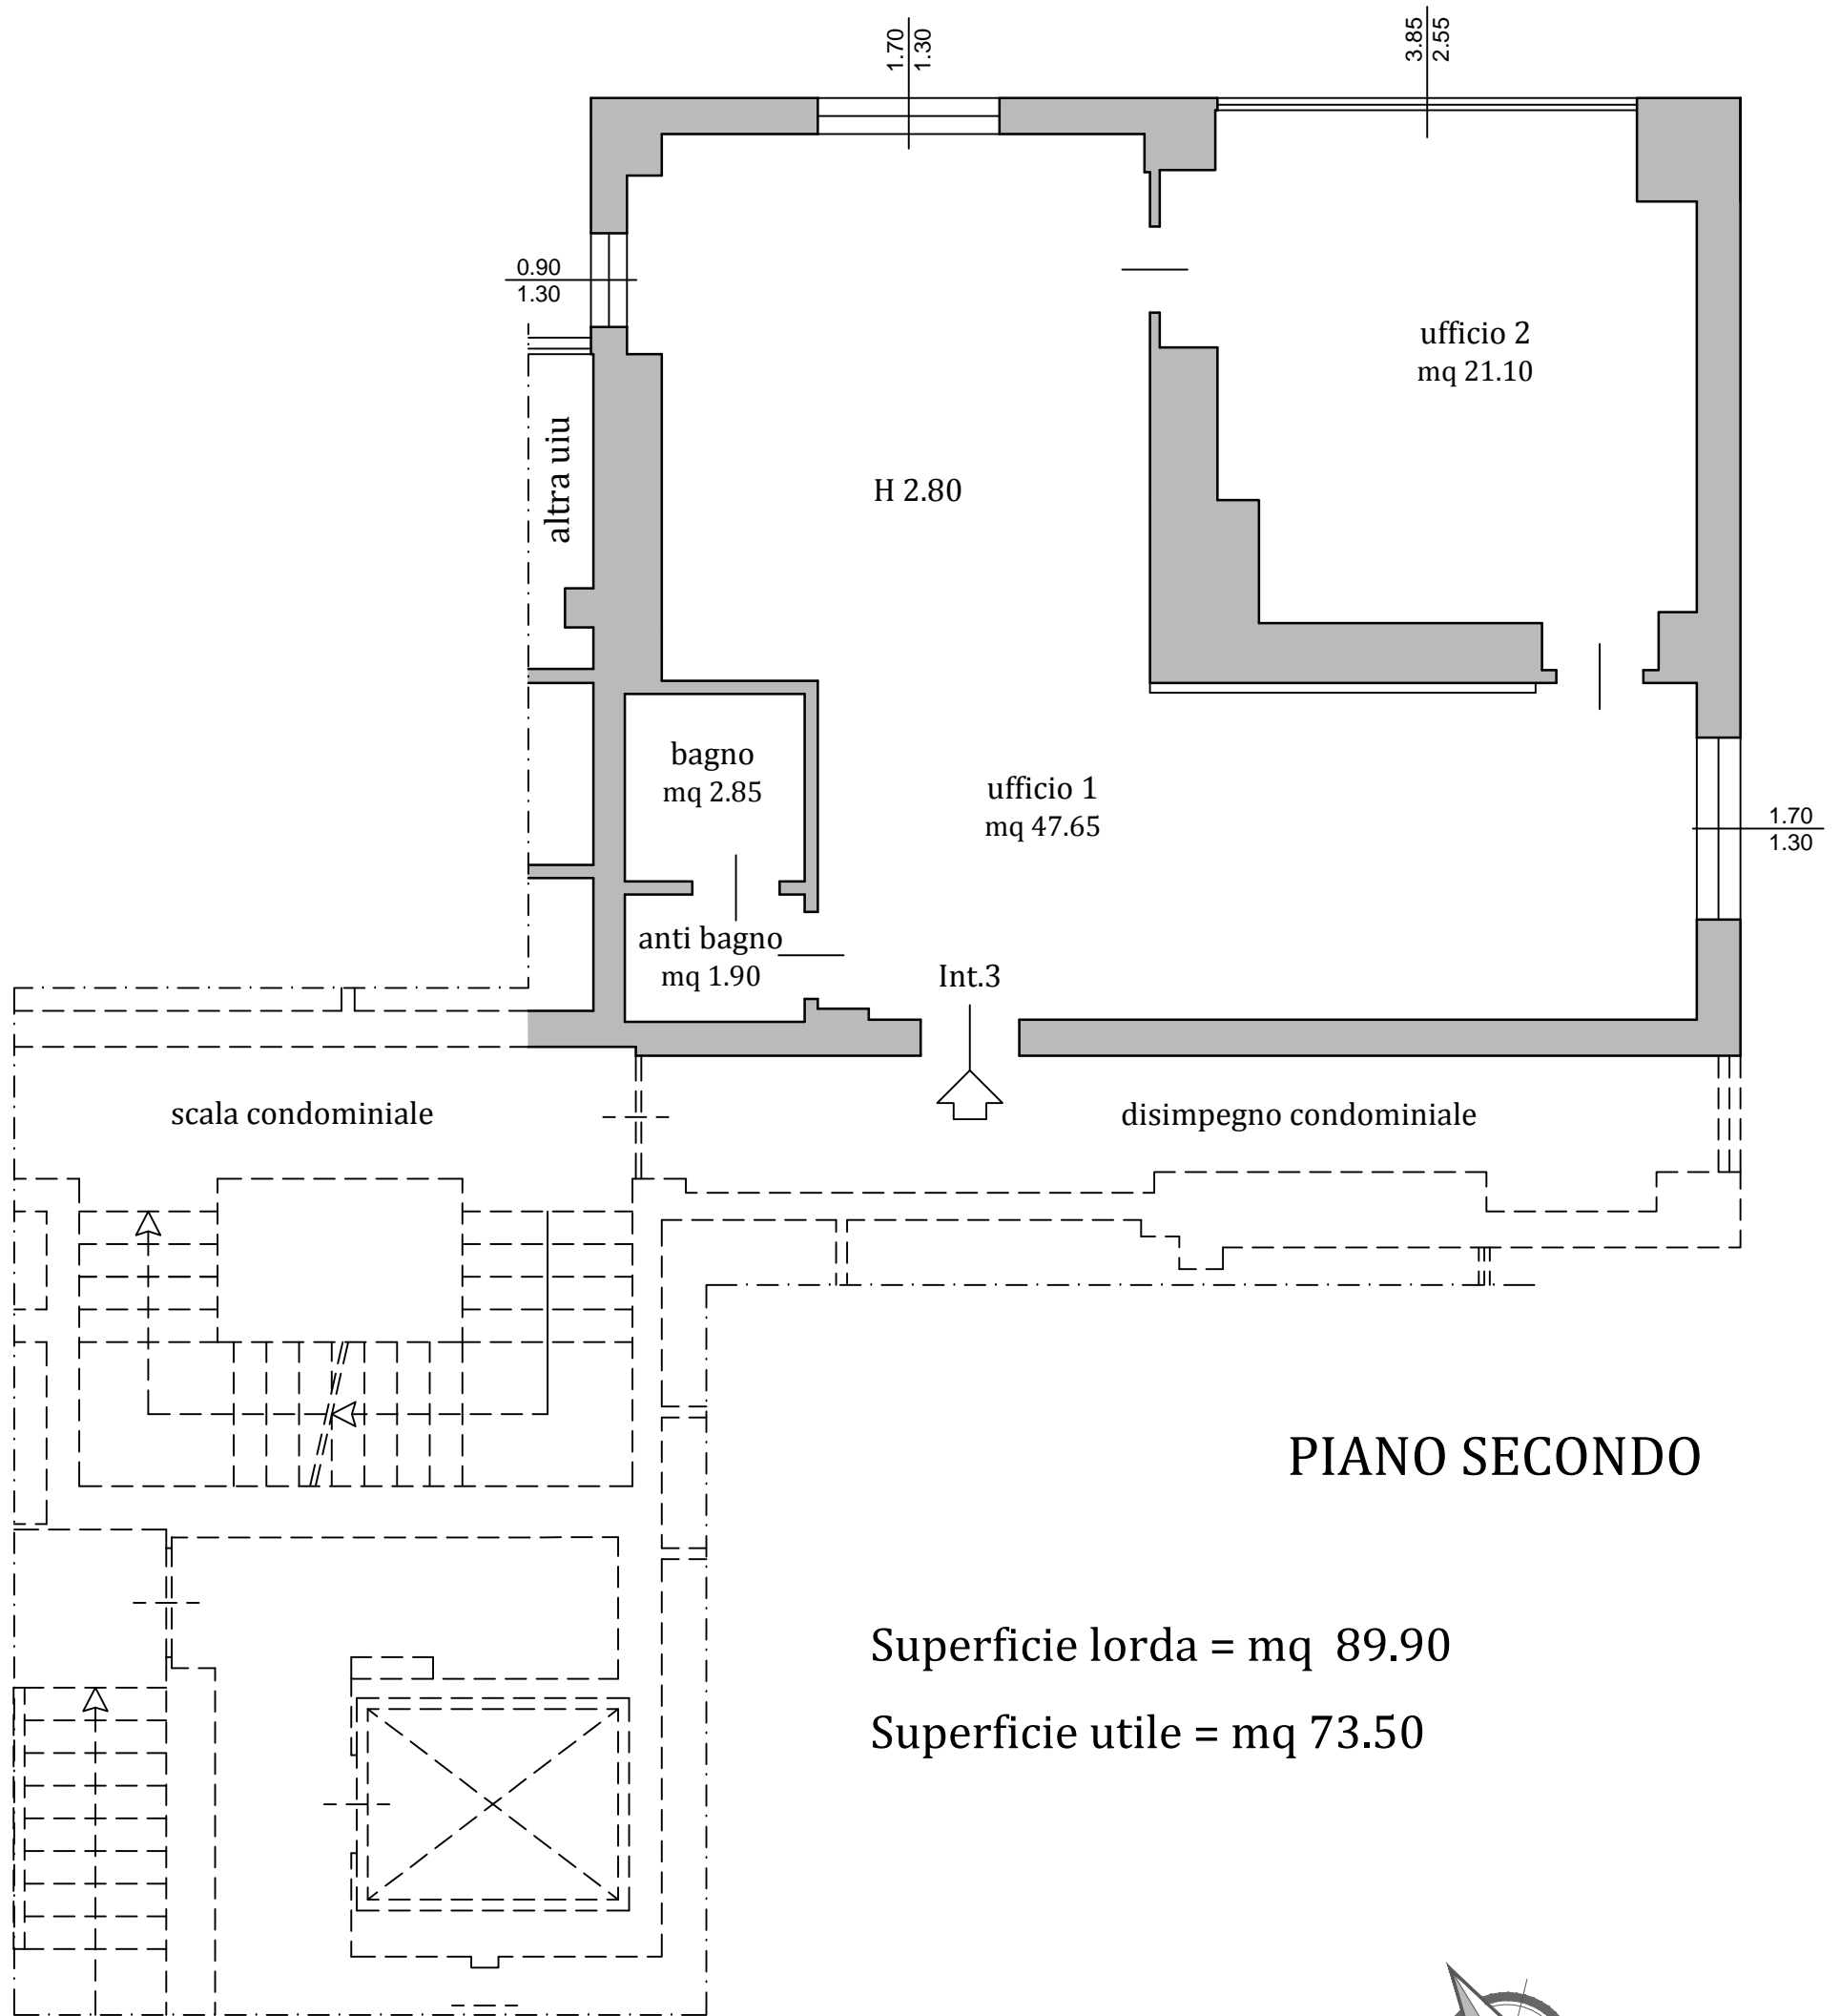 1.70
1.30
3.85
2.55
0.90
1.30
ufficio 2
mq 21.10
altra uiu
H 2.80
bagno
mq 2.85
ufficio 1
mq 47.65
1.70
1.30
anti bagno
mq 1.90
Int.3
scala condominiale
disimpegno condominiale
PIANO SECONDO
Superficie lorda = mq 89.90
Superficie utile = mq 73.50